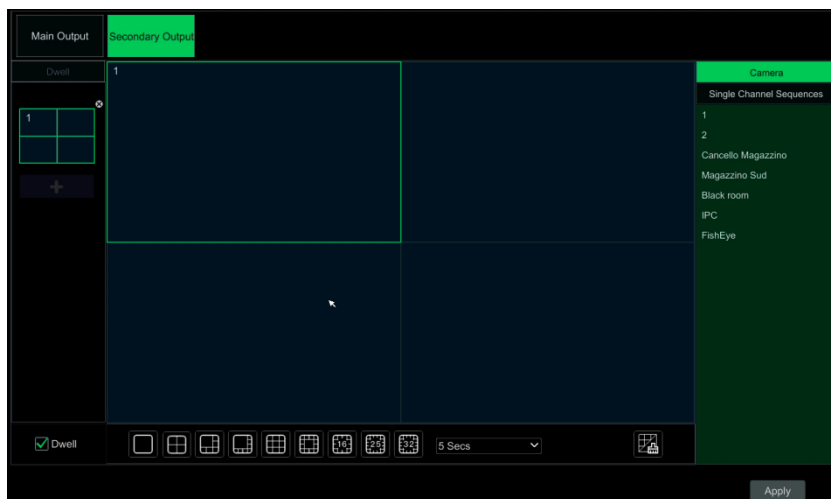 Main Output
Secondary Output
Dwell
1
1
Camera
Single Channel Sequences
1
2
Cancello Magazzino
Magazzino Sud
Black room
IPC
FishEye
Dwell
16
25
32
5 Secs
Apply